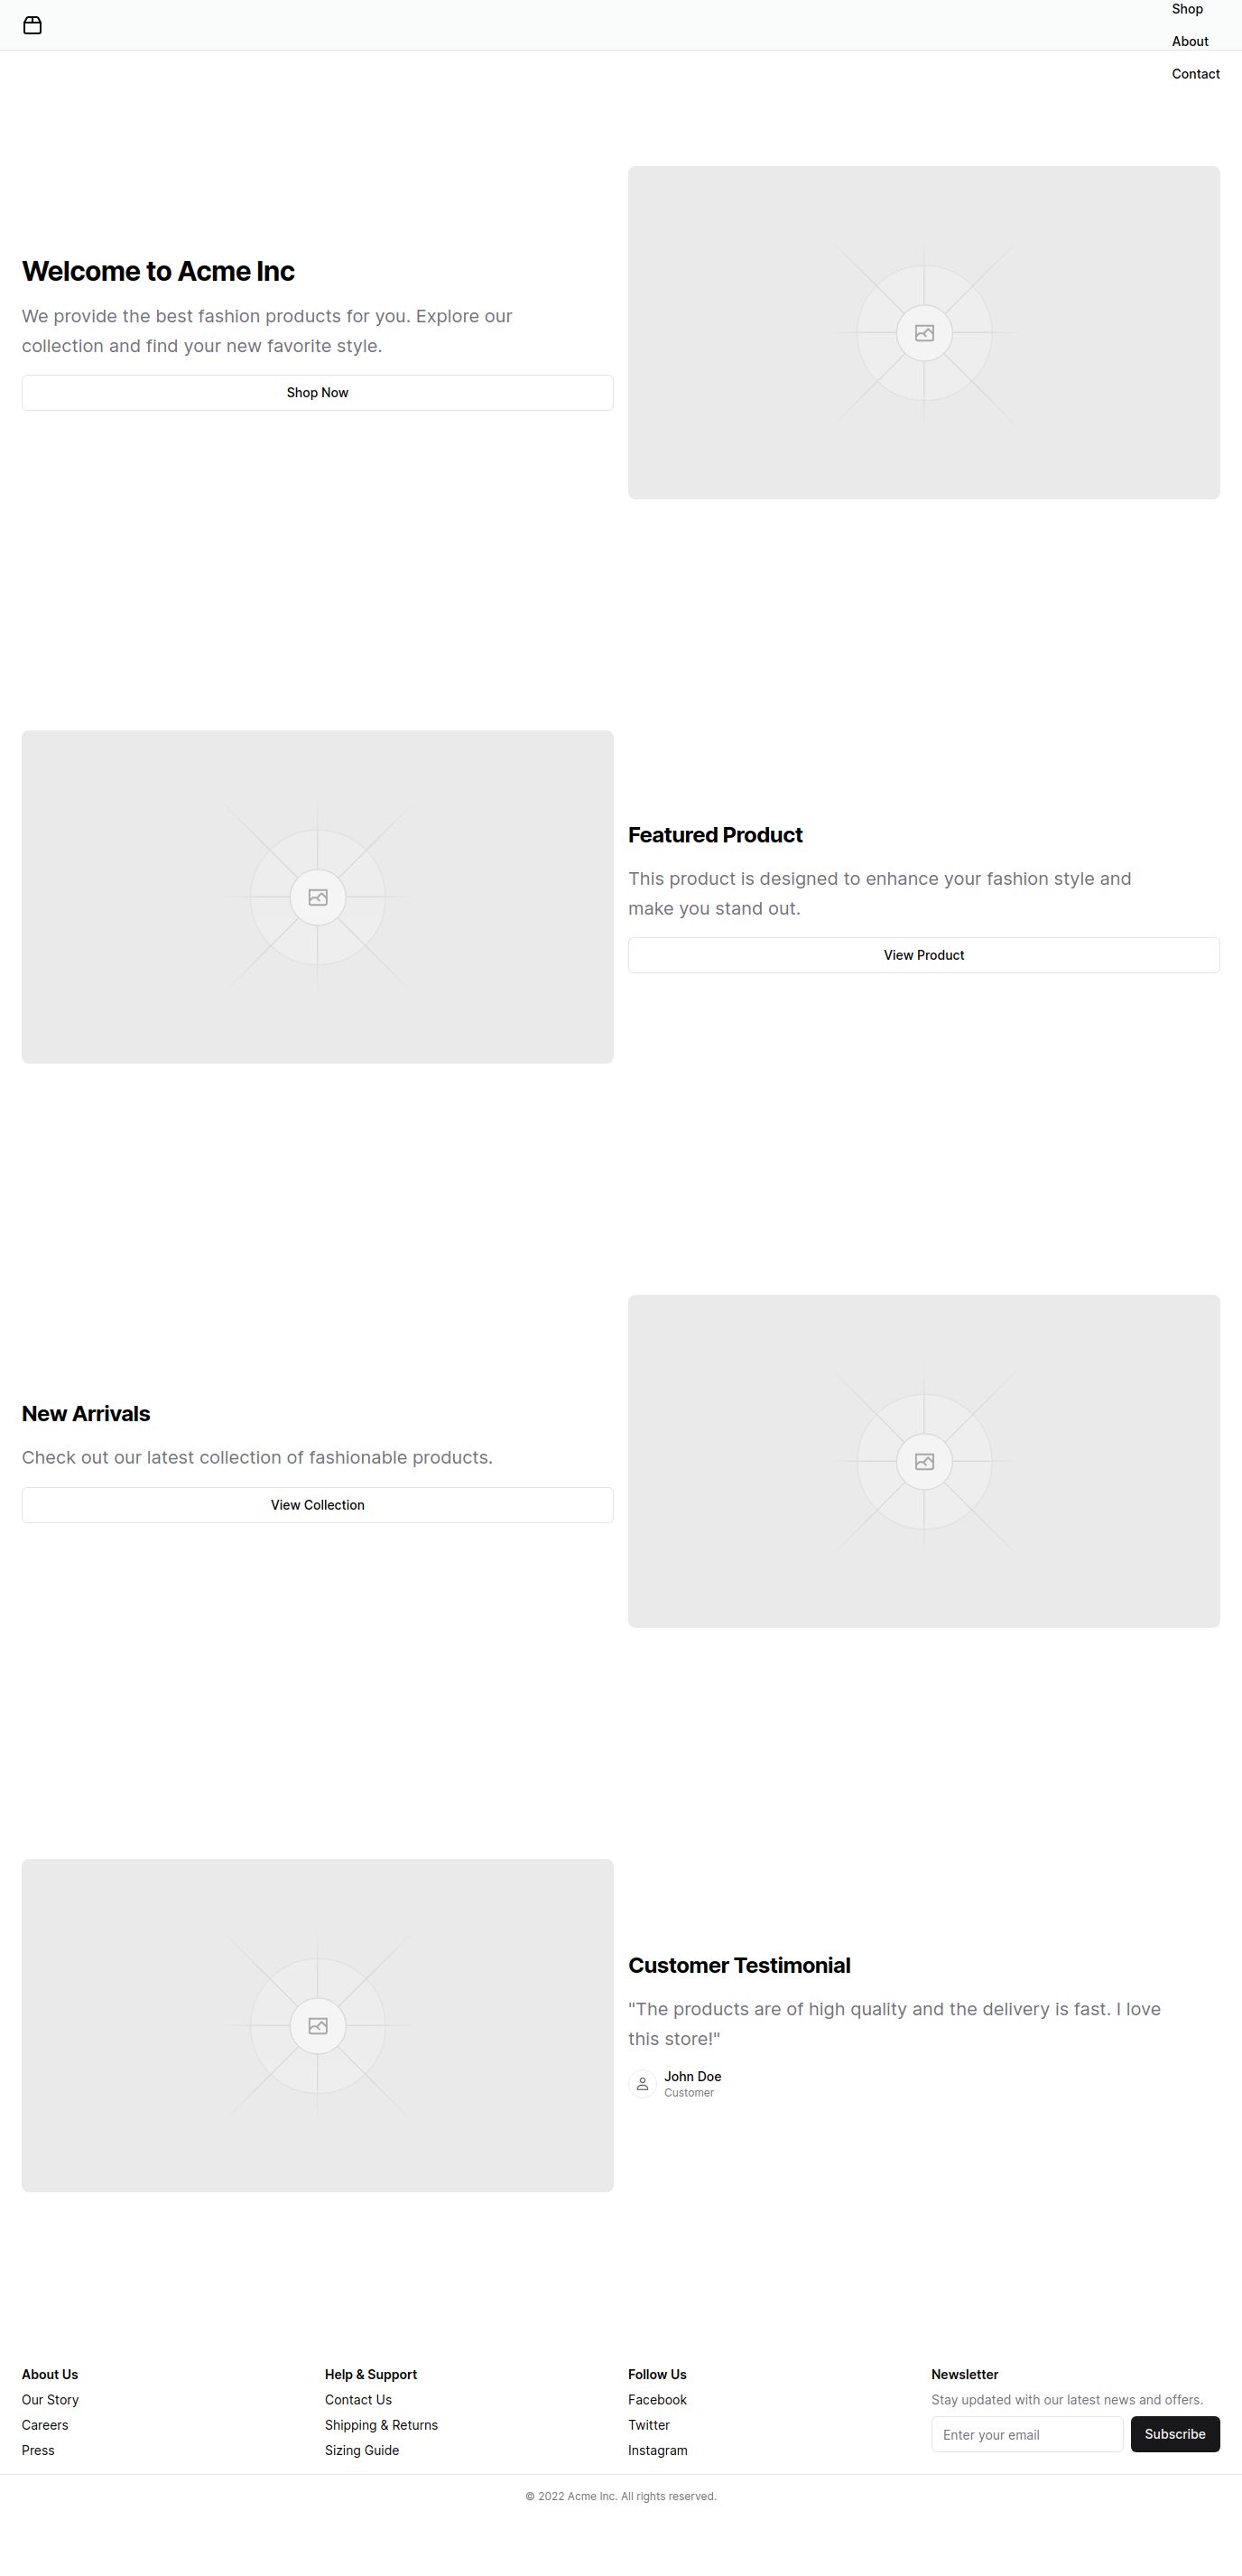 Shop
About
Contact
Welcome to Acme Inc
We provide the best fashion products for you. Explore our
collection and find your new favorite style.
Shop Now
Featured Product
This product is designed to enhance your fashion style and
make you stand out.
View Product
New Arrivals
Check out our latest collection of fashionable products.
View Collection
Customer Testimonial
"The products are of high quality and the delivery is fast. I love
this store!"
John Doe
Customer
About Us
Our Story
Careers
Press
Help & Support
Contact Us
Shipping & Returns
Sizing Guide
Follow Us
Facebook
Twitter
Instagram
Newsletter
Stay updated with our latest news and offers.
Enter your email
Subscribe
© 2022 Acme Inc. All rights reserved.